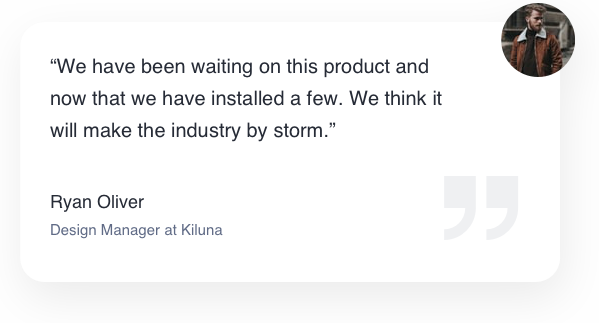 “We have been waiting on this product and
now that we have installed a few. We think it
will make the industry by storm.”
Ryan Oliver
Design Manager at Kiluna